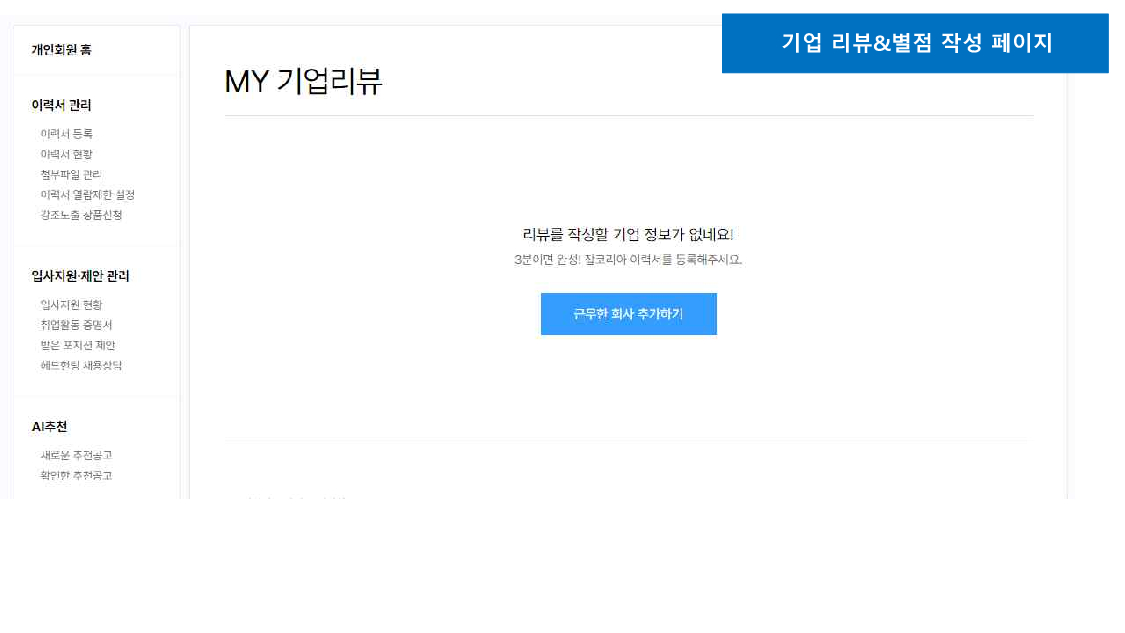 기업 리뷰&별점 작성 페이지
개인회원 홈
이력서 관리
이력서 등록
이력서 현황
첨부파일 관리
이력서 열람제한 설정
강조노출 상품신청
입사지원·제안 관리
입사지원 현황
취업활동 증명서
받은 포지션 제안
헤드헌팅 채용상담
AI추천
새로운 추천공고
확인한 추천공고
MY 기업리뷰
리뷰를 작성할 기업 정보가 없네요!
3분이면 완성! 잡코리아 이력서를 등록해주세요.
근무한 회사 추가하기